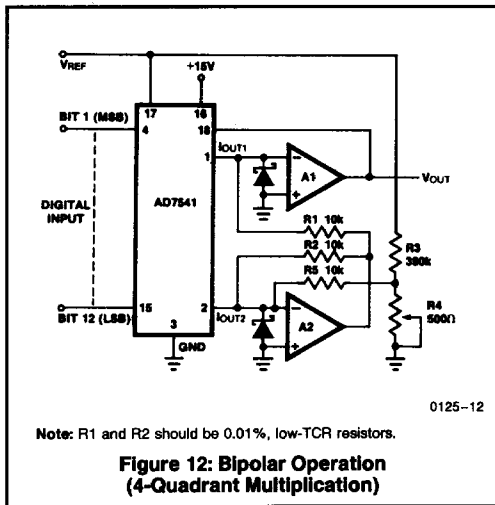 VREF
+15V
BIT 1 (MSB)
17
16
4
18
1
IOUT1
A1
VOUT
AD7541
DIGITAL
INPUT
R1 10k
R2 10k
R5 10k
R3
390k
BIT 12 (LSB)
15
2
IOUT2
A2
R4
500Ω
3
GND
0125–12
Note: R1 and R2 should be 0.01%, low-TCR resistors.
Figure 12: Bipolar Operation
(4-Quadrant Multiplication)